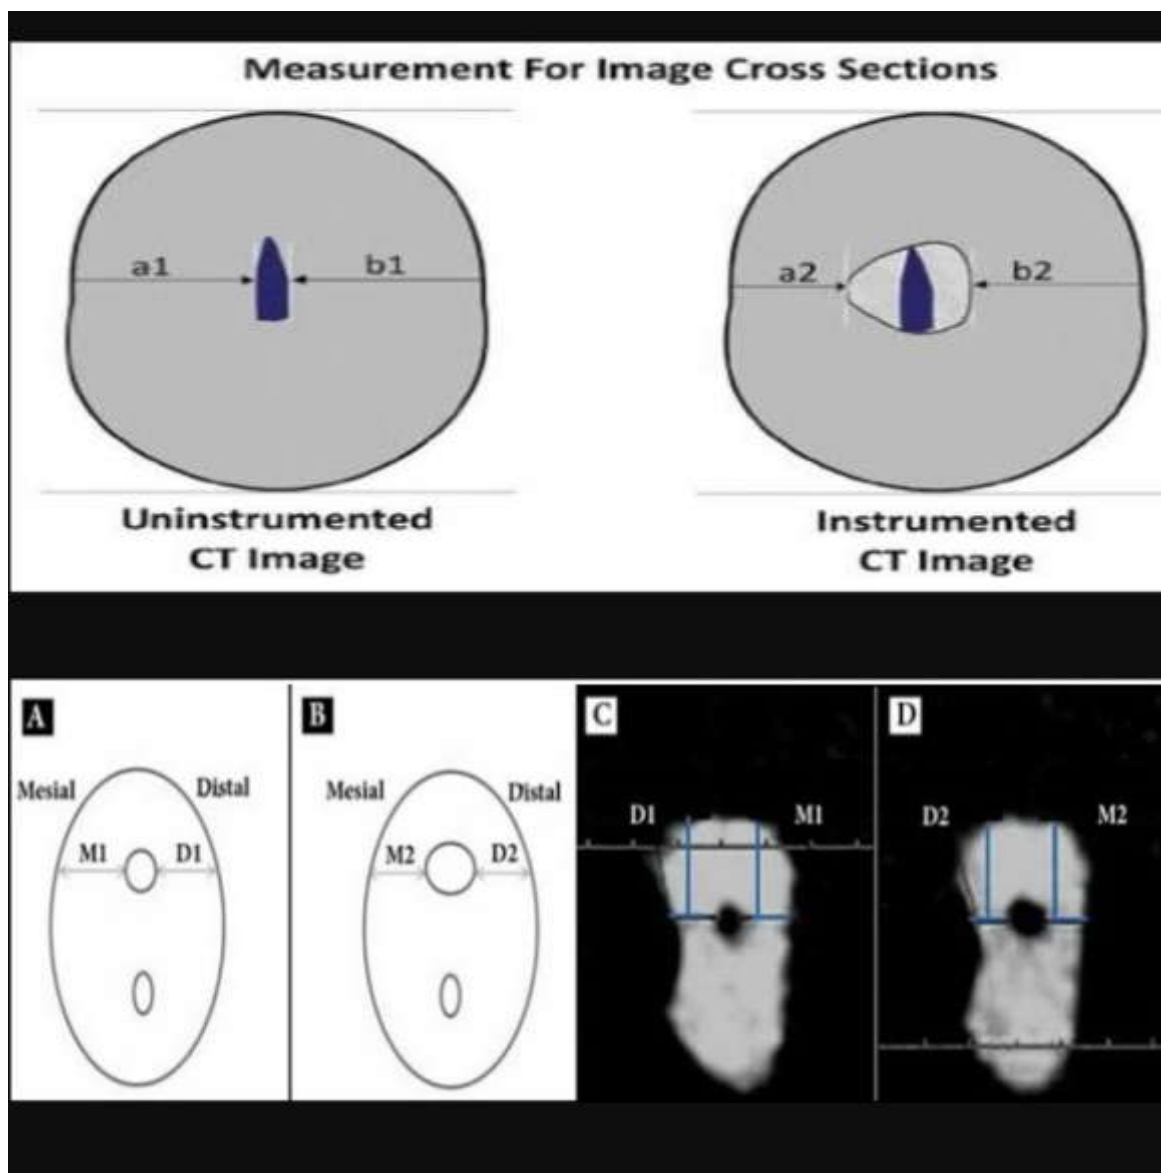 Measurement For Image Cross Sections
a1
b1
a2
b2
Uninstrumented
CT Image
Instrumented
CT Image
A
Mesial
Distal
M1
D1
B
Mesial
Distal
M2
D2
C
D1
M1
D
D2
M2